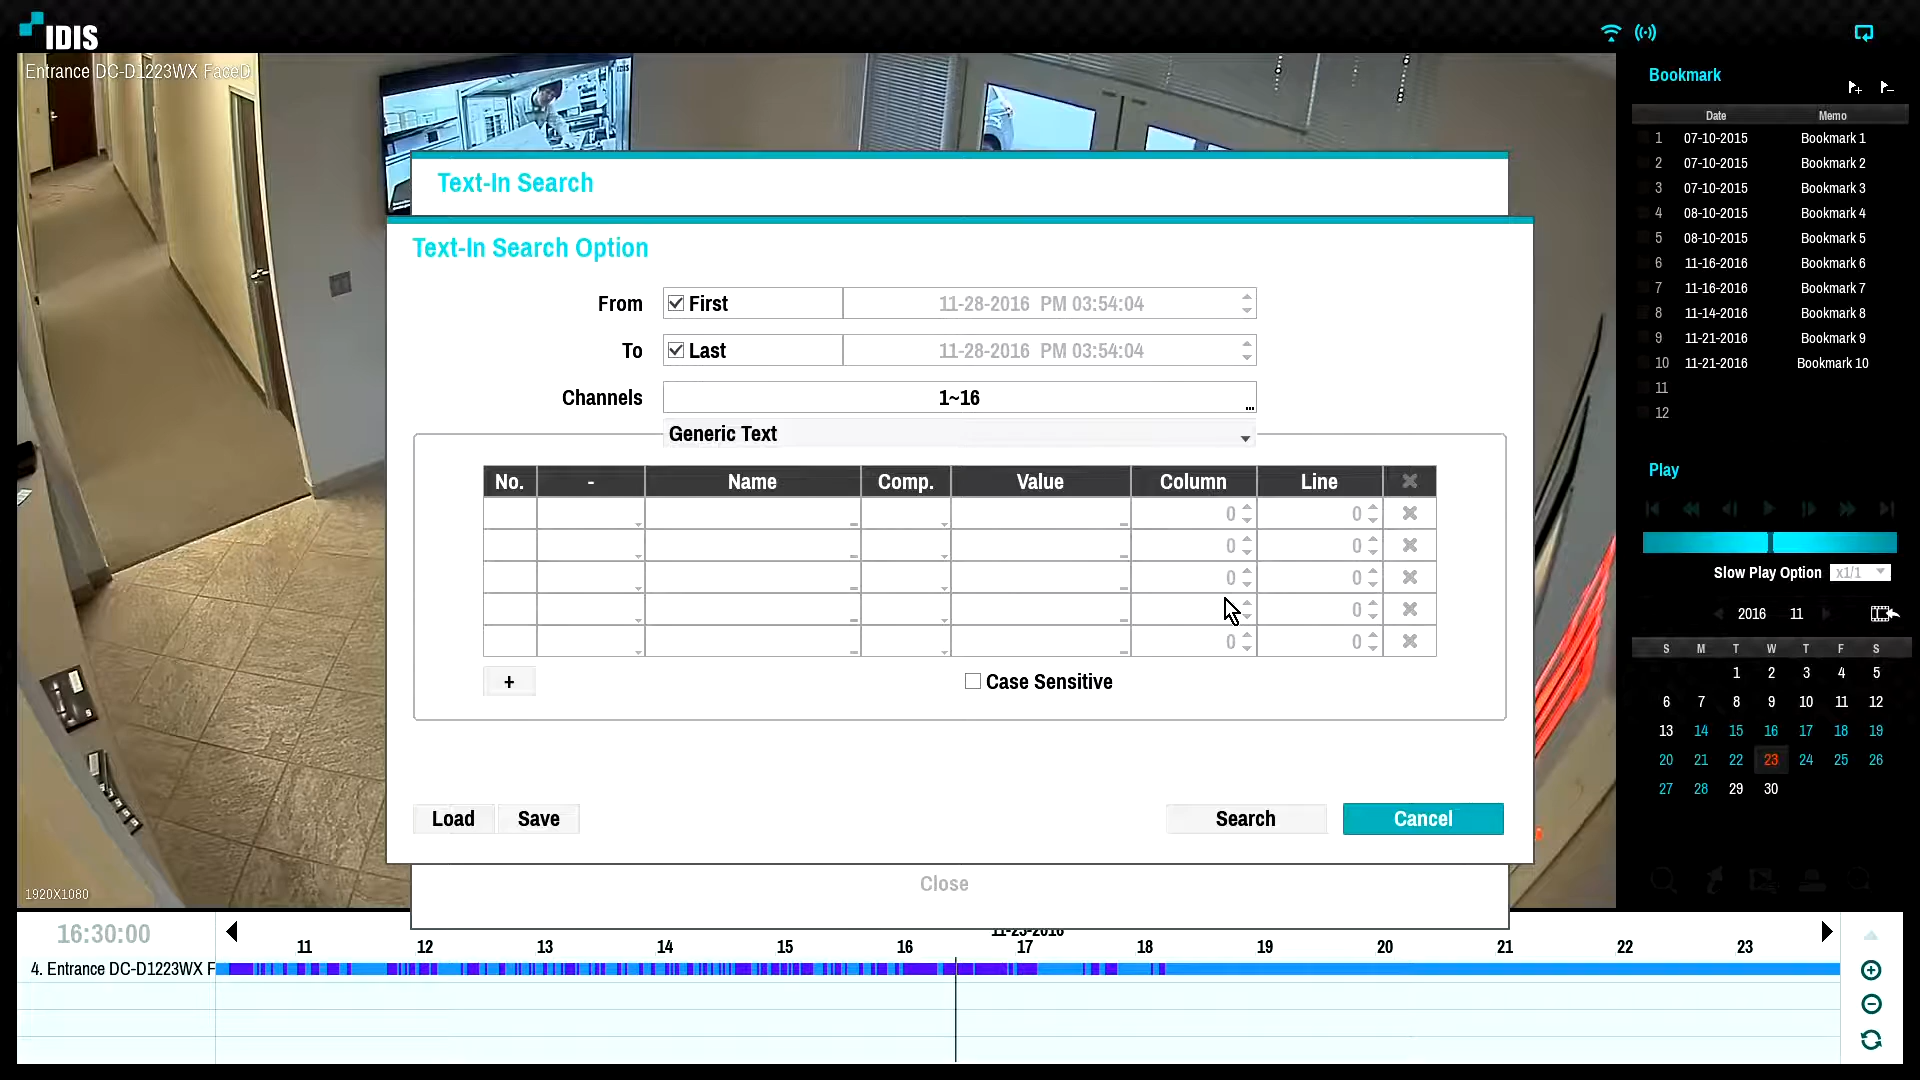 IDIS
Entrance DC-D1223WX FaceD
IDIS
Text-In Search
Text-In Search Option
From
First
11-28-2016 PM 03:54:04
To
Last
11-28-2016 PM 03:54:04
Channels
1~16
...
Generic Text
No. - Name Comp. Value Column Line
0 0
0 0
0 0
0 0
0 0
+
Case Sensitive
Load Save Search Cancel
Close
1920X1080
Bookmark
Date Memo
1 07-10-2015 Bookmark 1
2 07-10-2015 Bookmark 2
3 07-10-2015 Bookmark 3
4 08-10-2015 Bookmark 4
5 08-10-2015 Bookmark 5
6 11-16-2016 Bookmark 6
7 11-16-2016 Bookmark 7
8 11-14-2016 Bookmark 8
9 11-21-2016 Bookmark 9
10 11-21-2016 Bookmark 10
11
12
Play
Slow Play Option x1/1
2016 11
S M T W T F S
1 2 3 4 5
6 7 8 9 10 11 12
13 14 15 16 17 18 19
20 21 22 23 24 25 26
27 28 29 30
16:30:00
11-23-2016
11 12 13 14 15 16 17 18 19 20 21 22 23
4. Entrance DC-D1223WX F